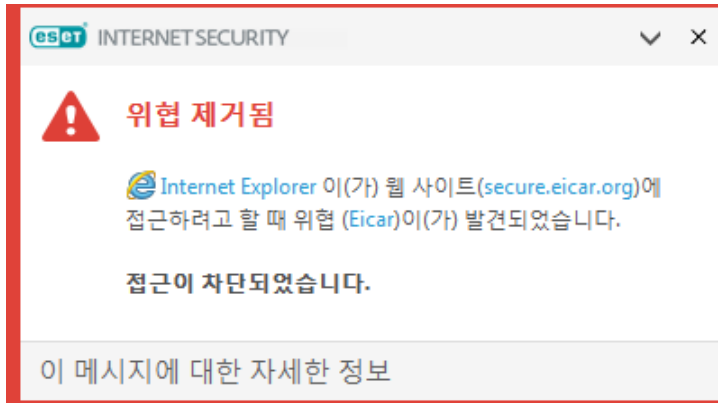 eset INTERNET SECURITY
위협 제거됨
Internet Explorer 이(가) 웹 사이트(secure.eicar.org)에
접근하려고 할 때 위협 (Eicar)이(가) 발견되었습니다.
접근이 차단되었습니다.
이 메시지에 대한 자세한 정보